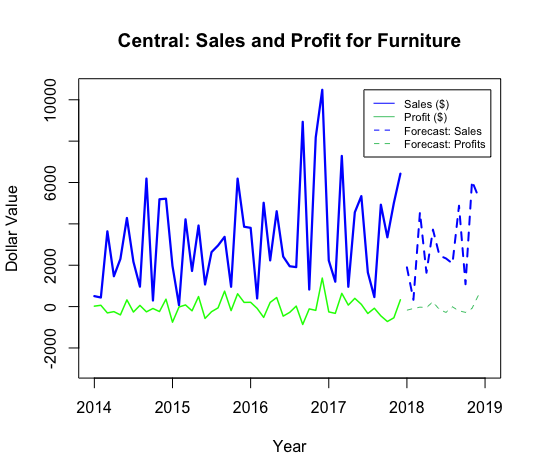 Central: Sales and Profit for Furniture
Sales ($)
Profit ($)
Forecast: Sales
Forecast: Profits
Dollar Value
10000
6000
2000
0
-2000
2014 2015 2016 2017 2018 2019
Year